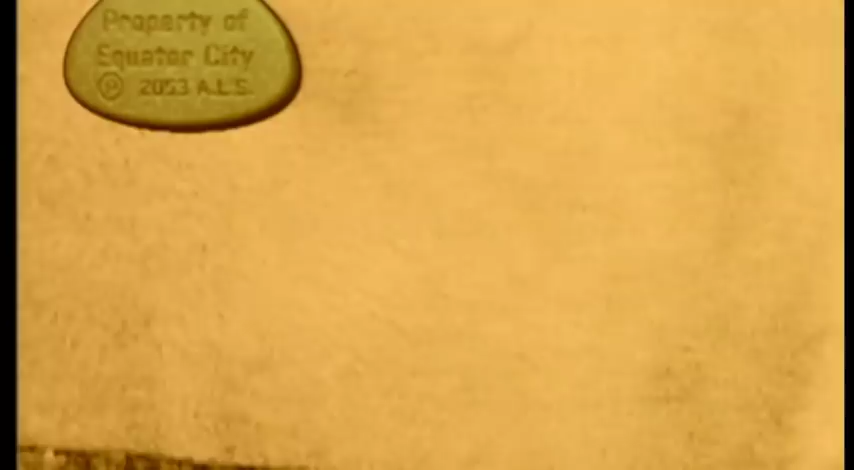 Property of
Equator City
Ⓟ 2053 A.L.S.